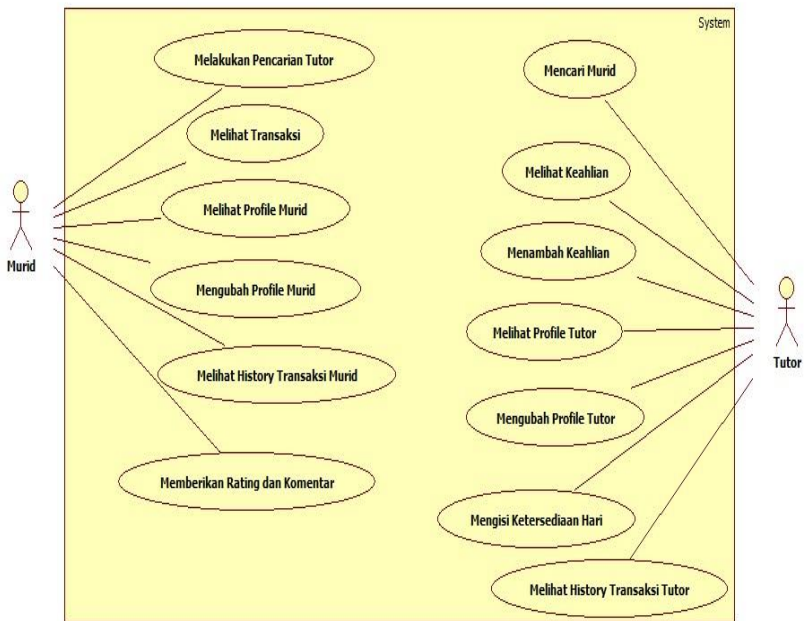 System
Melakukan Pencarian Tutor
Mencari Murid
Melihat Transaksi
Melihat Keahlian
Melihat Profile Murid
Menambah Keahlian
Murid
Mengubah Profile Murid
Melihat Profile Tutor
Tutor
Melihat History Transaksi Murid
Mengubah Profile Tutor
Memberikan Rating dan Komentar
Mengisi Ketersediaan Hari
Melihat History Transaksi Tutor